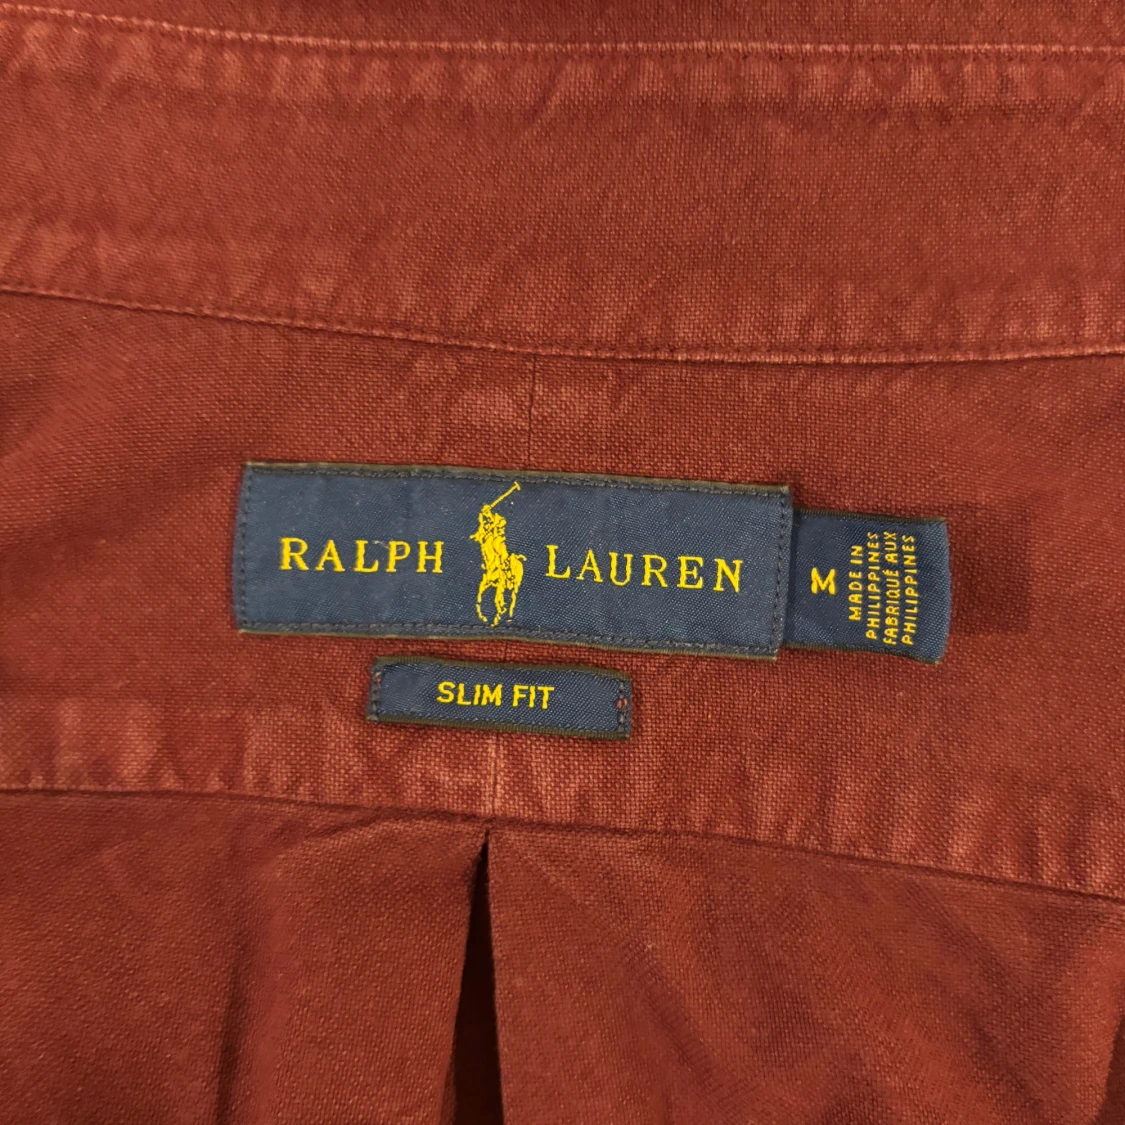 RALPH LAUREN
M
MADE IN
PHILIPPINES
FABRIQUÉ AUX
PHILIPPINES
SLIM FIT